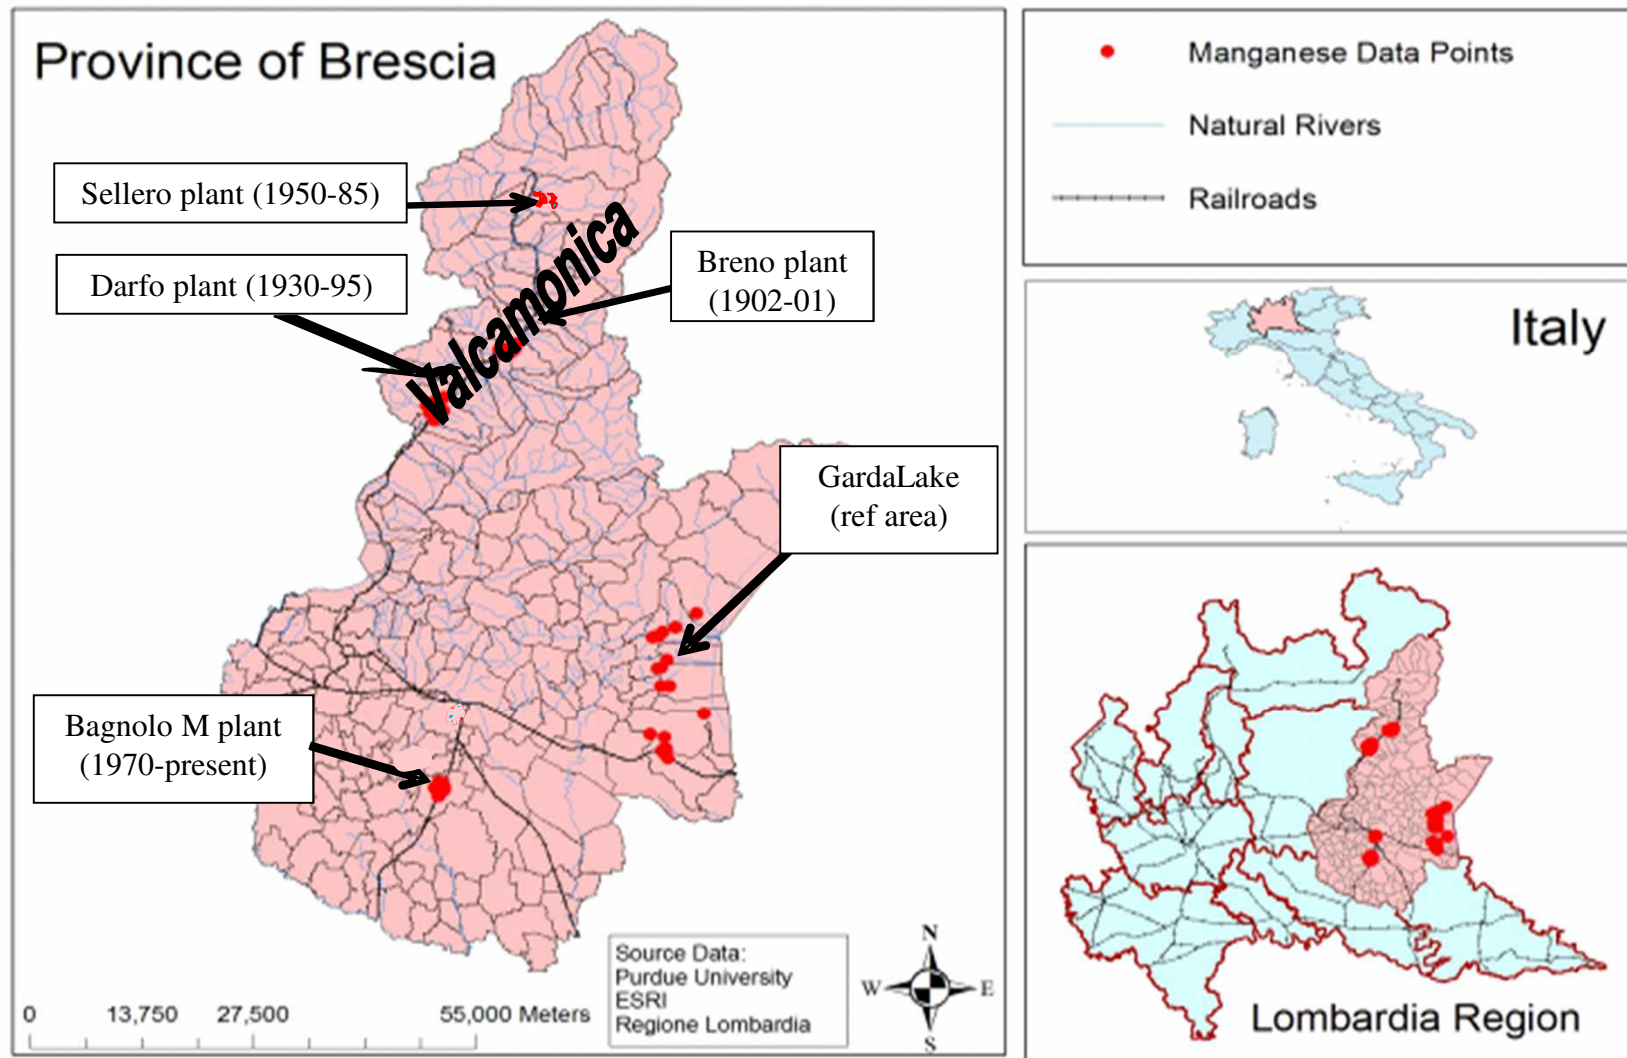 Province of Brescia
Sellero plant (1950-85)
Darfo plant (1930-95)
Breno plant
(1902-01)
Valcamonica
GardaLake
(ref area)
Bagnolo M plant
(1970-present)
Source Data:
Purdue University
ESRI
Regione Lombardia
N
W
E
S
0 13,750 27,500 55,000 Meters
Manganese Data Points
Natural Rivers
Railroads
Italy
Lombardia Region